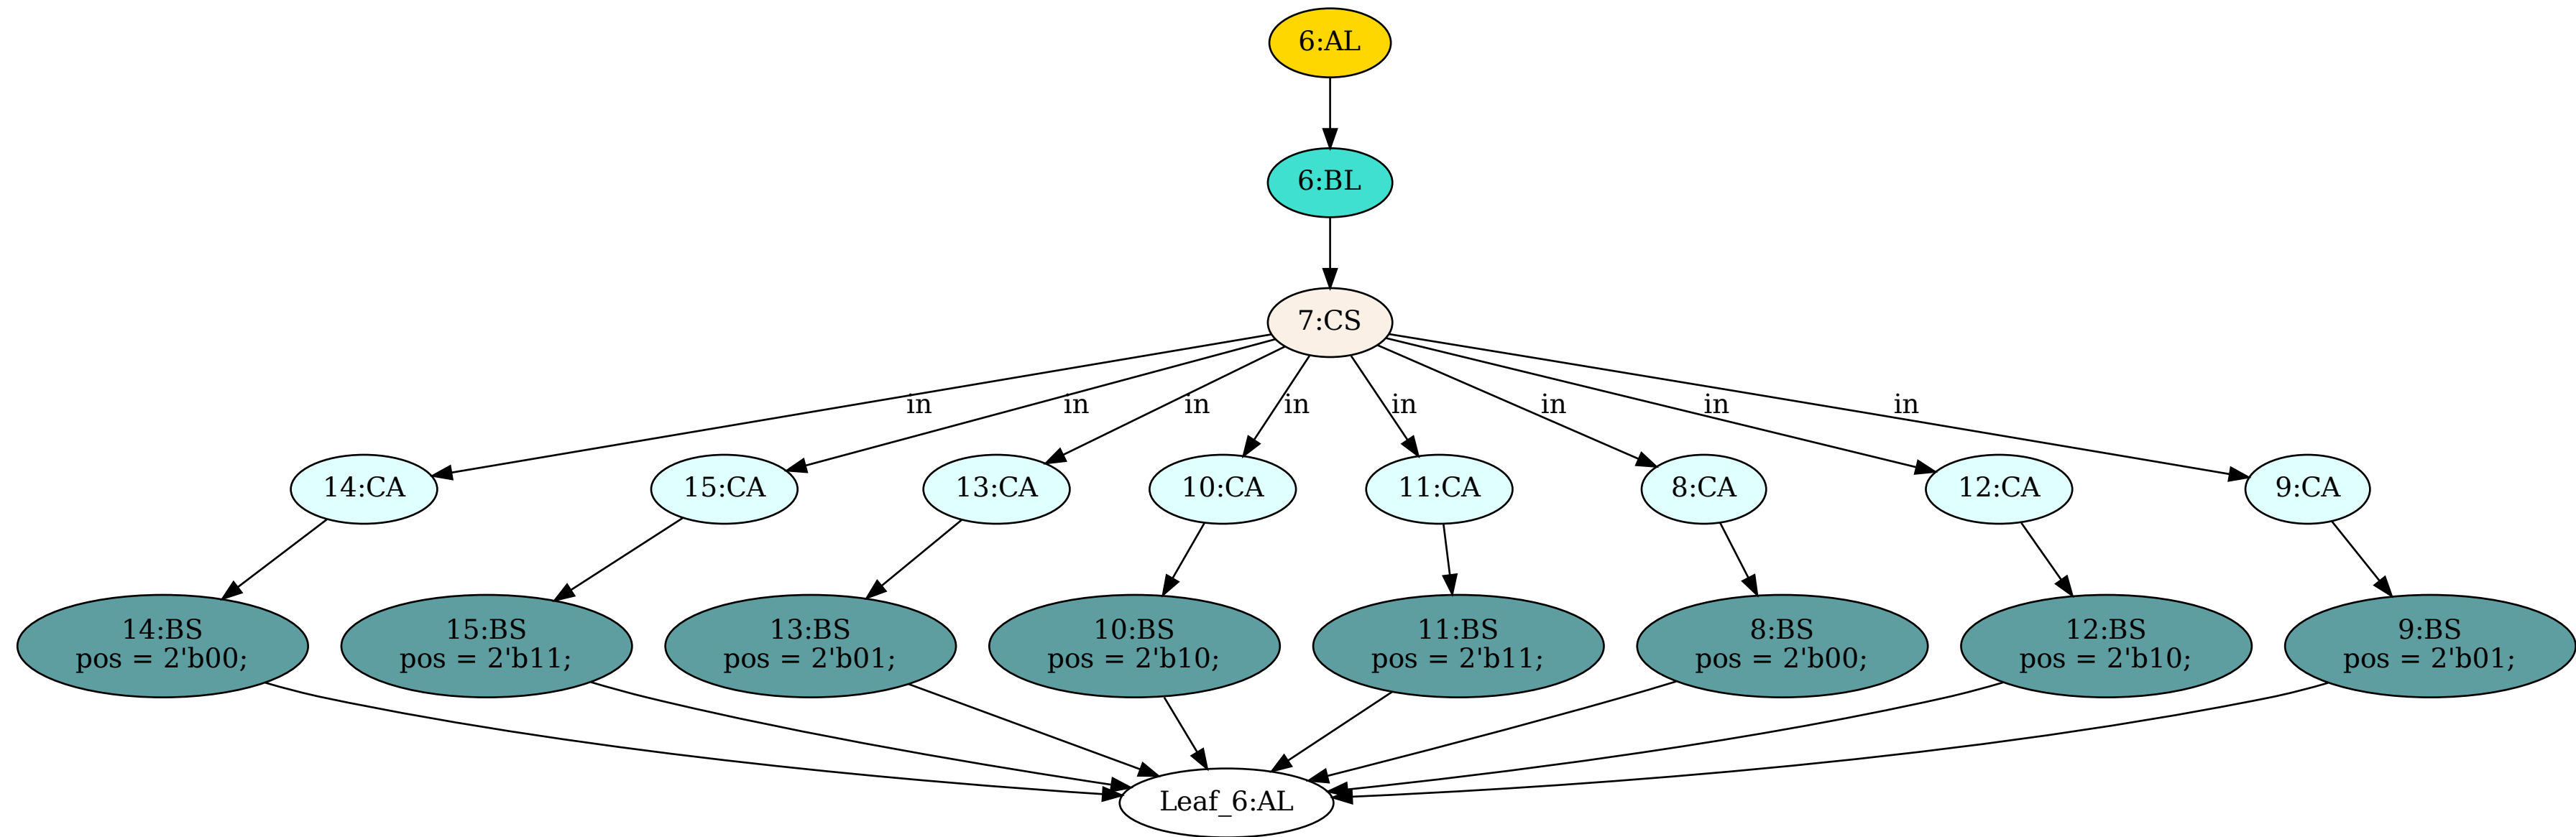 6:AL
6:BL
7:CS
in
in
in
in
in
in
in
in
14:CA
15:CA
13:CA
10:CA
11:CA
8:CA
12:CA
9:CA
14:BS
pos = 2'b00;
15:BS
pos = 2'b11;
13:BS
pos = 2'b01;
10:BS
pos = 2'b10;
11:BS
pos = 2'b11;
8:BS
pos = 2'b00;
12:BS
pos = 2'b10;
9:BS
pos = 2'b01;
Leaf_6:AL